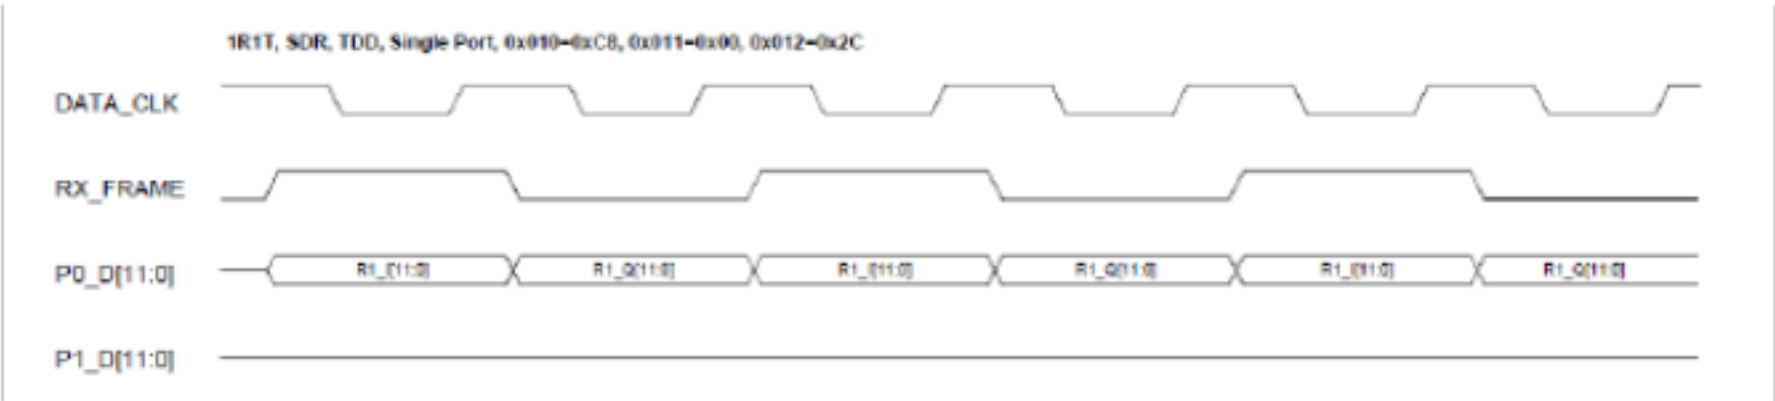 1R1T, SDR, TDD, Single Port, 0x010=0xC8, 0x011=0x00, 0x012=0x2C
DATA_CLK
RX_FRAME
P0_D[11:0] R1_I[11:0] R1_Q[11:0] R1_I[11:0] R1_Q[11:0] R1_I[11:0] R1_Q[11:0]
P1_D[11:0]